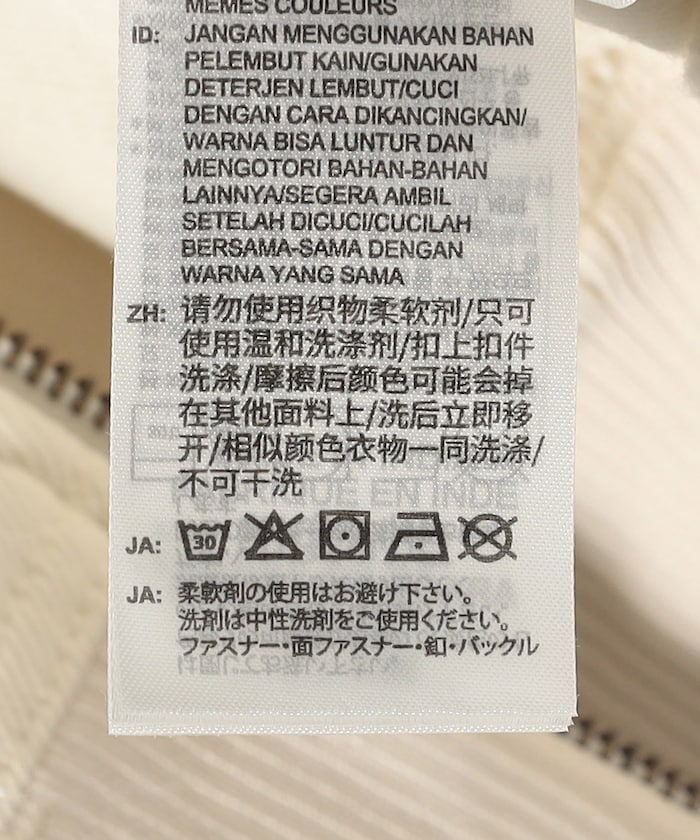 MEMES COULEURS
ID: JANGAN MENGGUNAKAN BAHAN
PELEMBUT KAIN/GUNAKAN
DETERJEN LEMBUT/CUCI
DENGAN CARA DIKANCINGKAN/
WARNA BISA LUNTUR DAN
MENGOTORI BAHAN-BAHAN
LAINNYA/SEGERA AMBIL
SETELAH DICUCI/CUCILAH
BERSAMA-SAMA DENGAN
WARNA YANG SAMA
ZH: 请勿使用织物柔软剂/只可
使用温和洗涤剂/扣上扣件
洗涤/摩擦后颜色可能会掉
在其他面料上/洗后立即移
开/相似颜色衣物一同洗涤/
不可干洗
JA: 30
JA: 柔軟剤の使用はお避け下さい。
洗剤は中性洗剤をご使用ください。
ファスナー・面ファスナー・釦・バックル